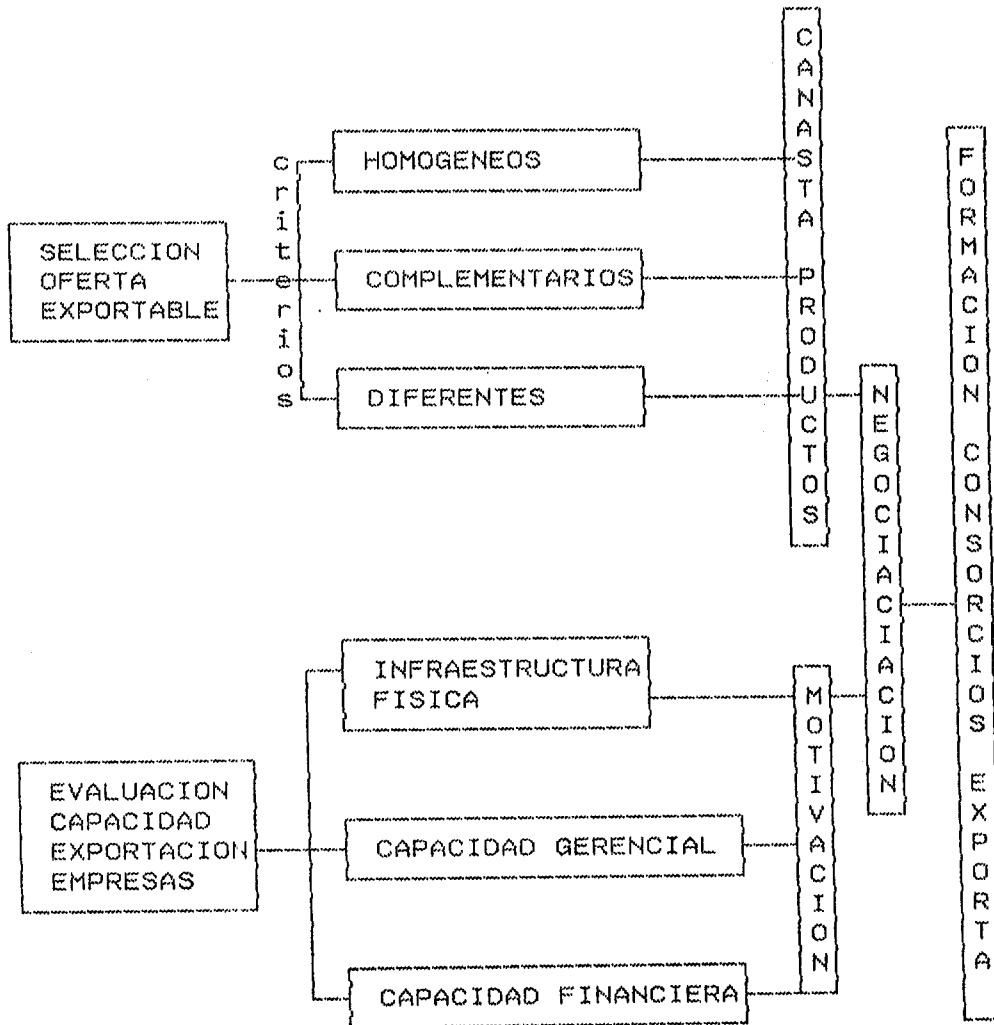 SELECCION
OFERTA
EXPORTABLE
criterios
HOMOGENEOS
COMPLEMENTARIOS
DIFERENTES
CANASTA PRODUCTOS
EVALUACION
CAPACIDAD
EXPORTACION
EMPRESAS
INFRAESTRUCTURA
FISICA
CAPACIDAD GERENCIAL
CAPACIDAD FINANCIERA
MOTIVACION
NEGOCIACION
FORMACION CONSORCIOS EXPORTA